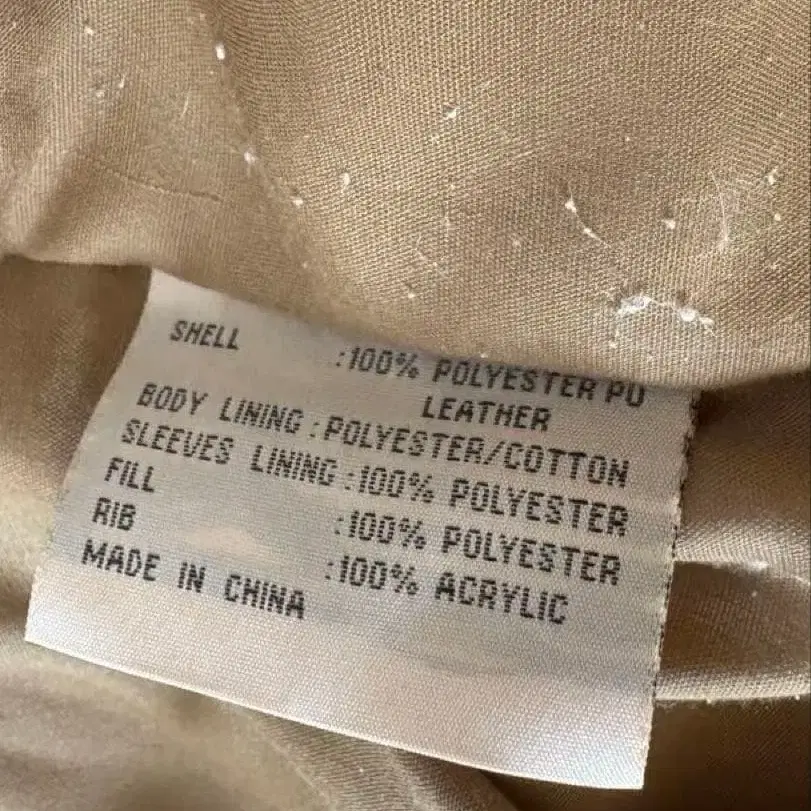 SHELL :100% POLYESTER PU
LEATHER
BODY LINING :POLYESTER/COTTON
SLEEVES LINING :100% POLYESTER
FILL :100% POLYESTER
RIB :100% ACRYLIC
MADE IN CHINA